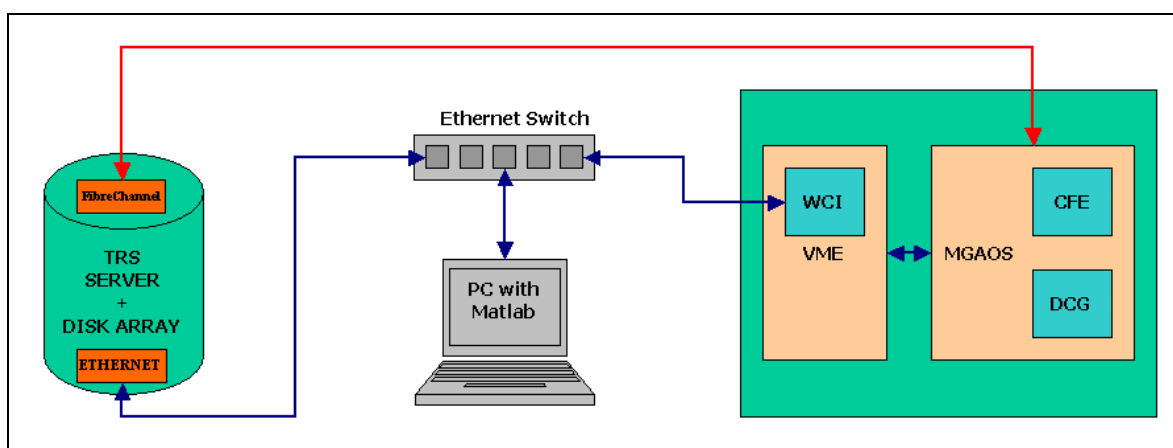 Ethernet Switch
FibreChannel
TRS
SERVER
+
DISK ARRAY
ETHERNET
PC with
Matlab
WCI
VME
MGAOS
CFE
DCG